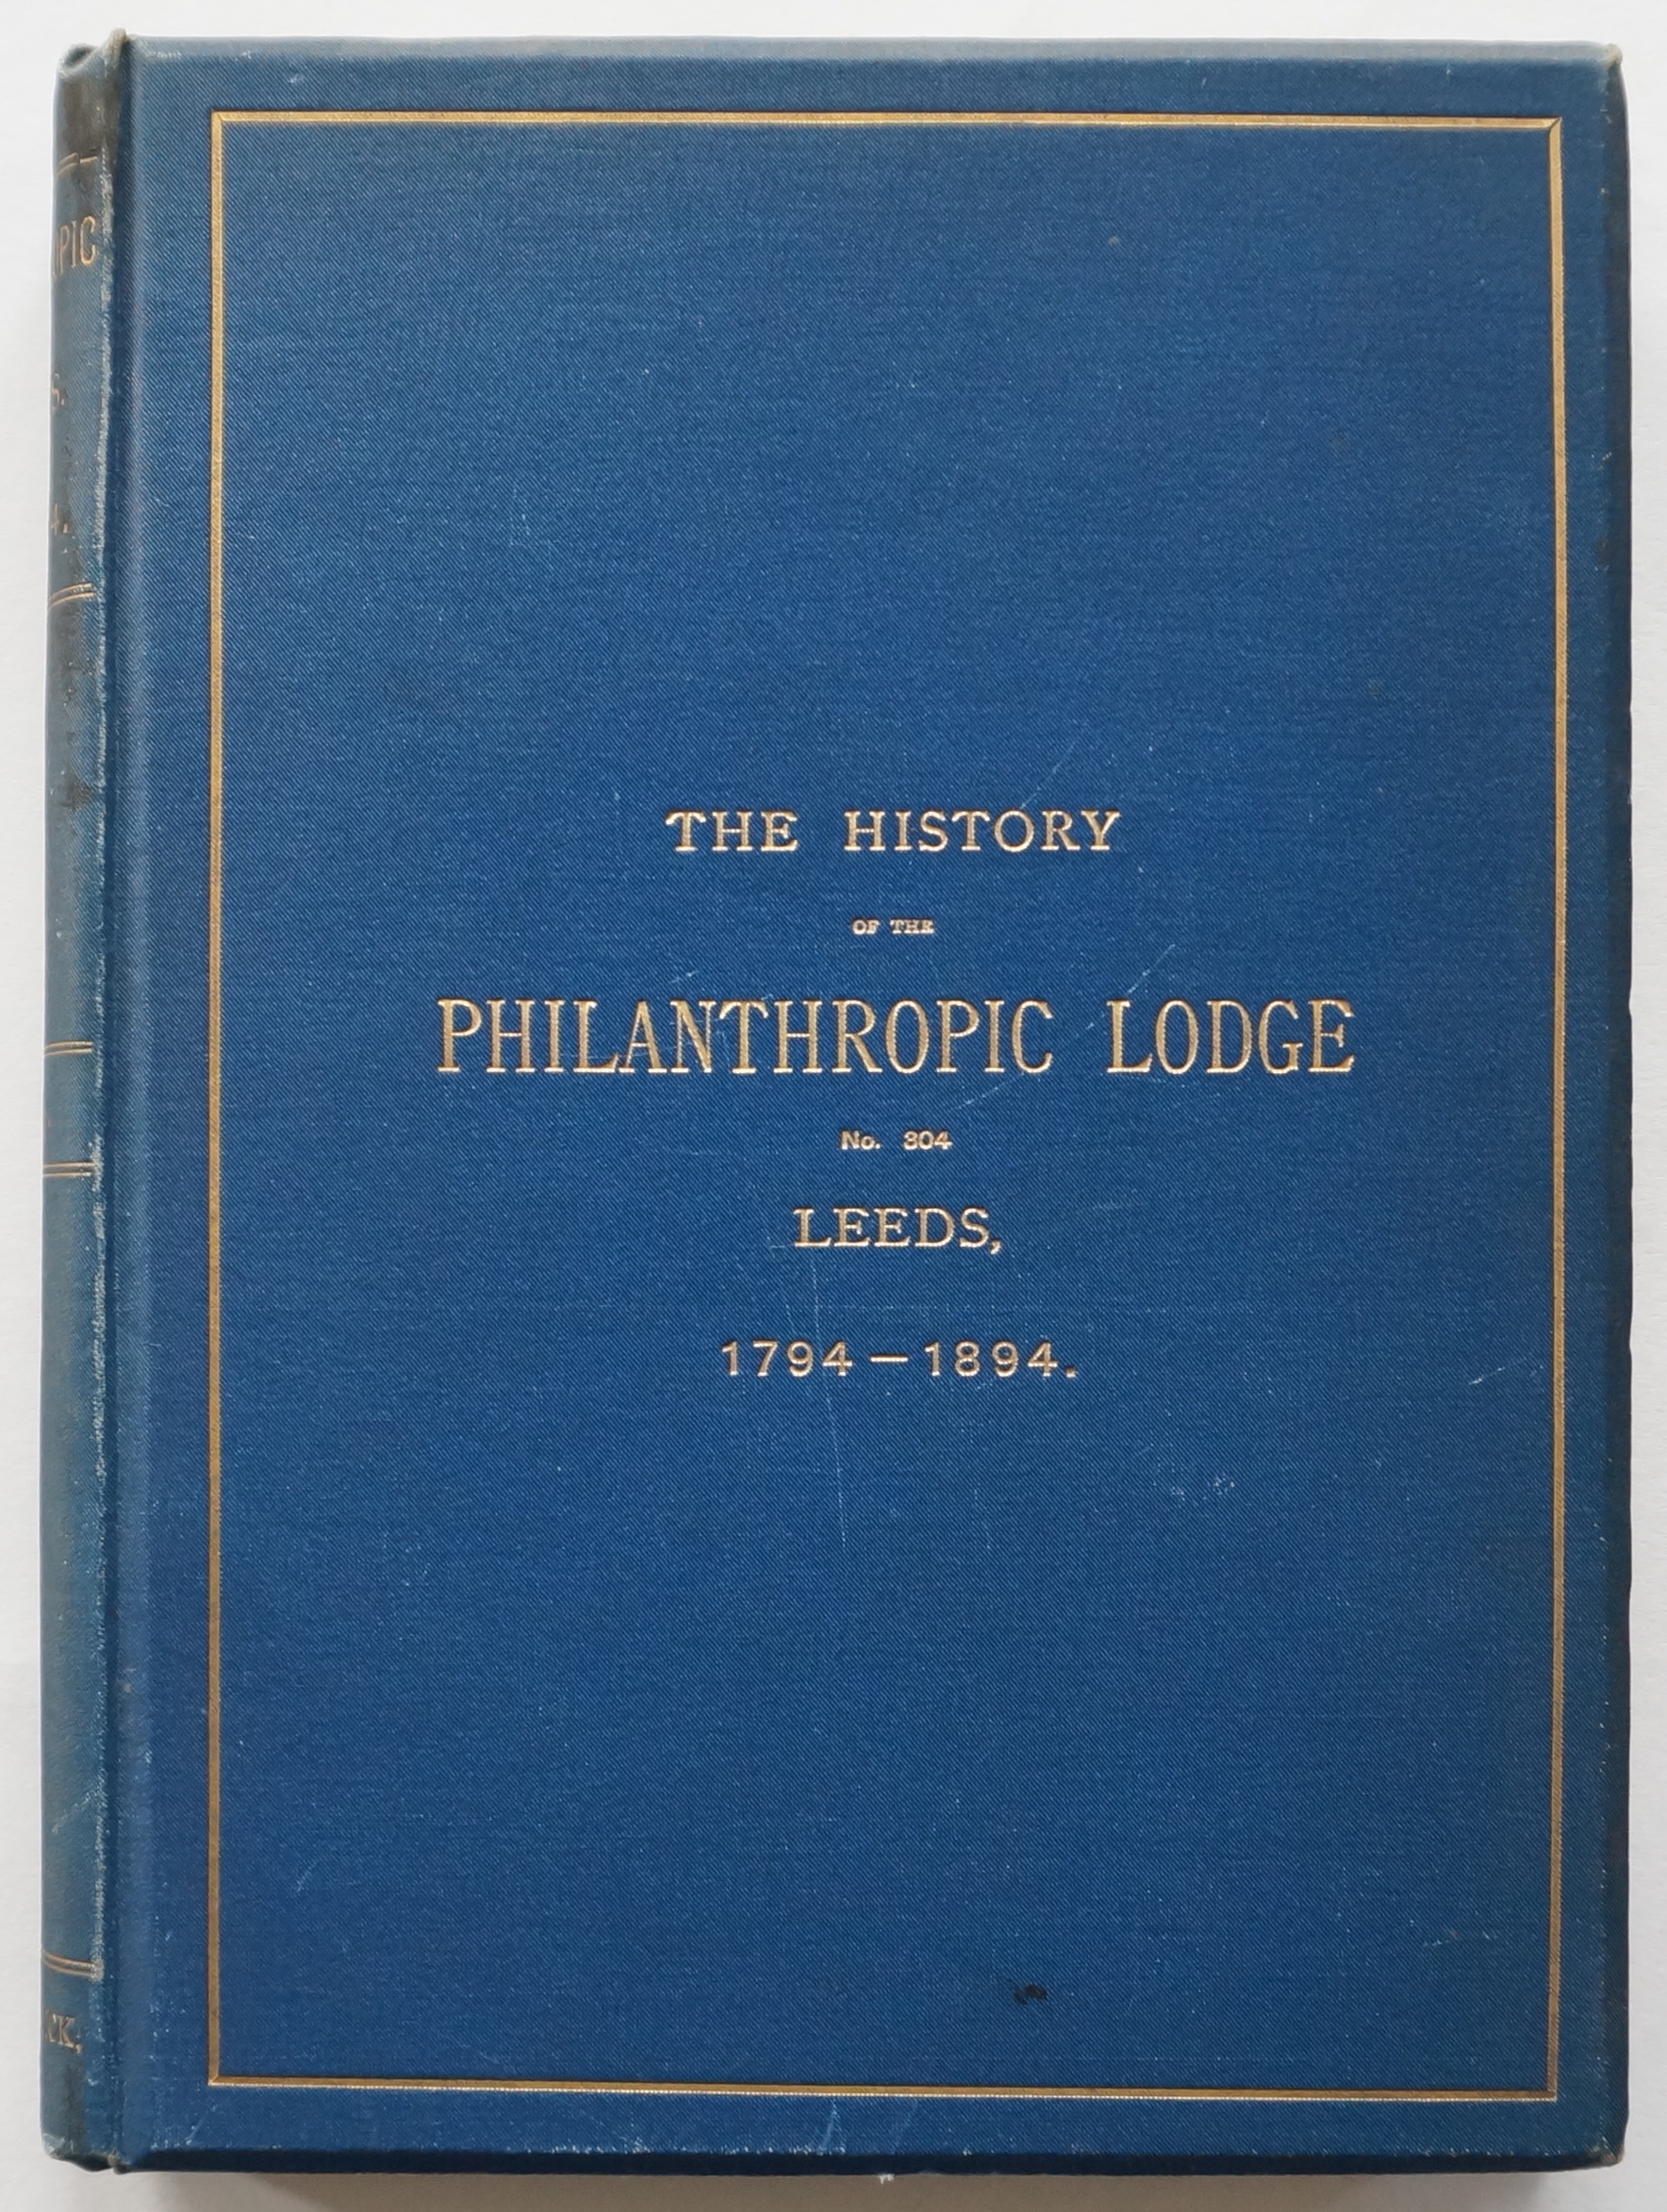 THE HISTORY
OF THE
PHILANTHROPIC LODGE
No. 304
LEEDS,
1794–1894.